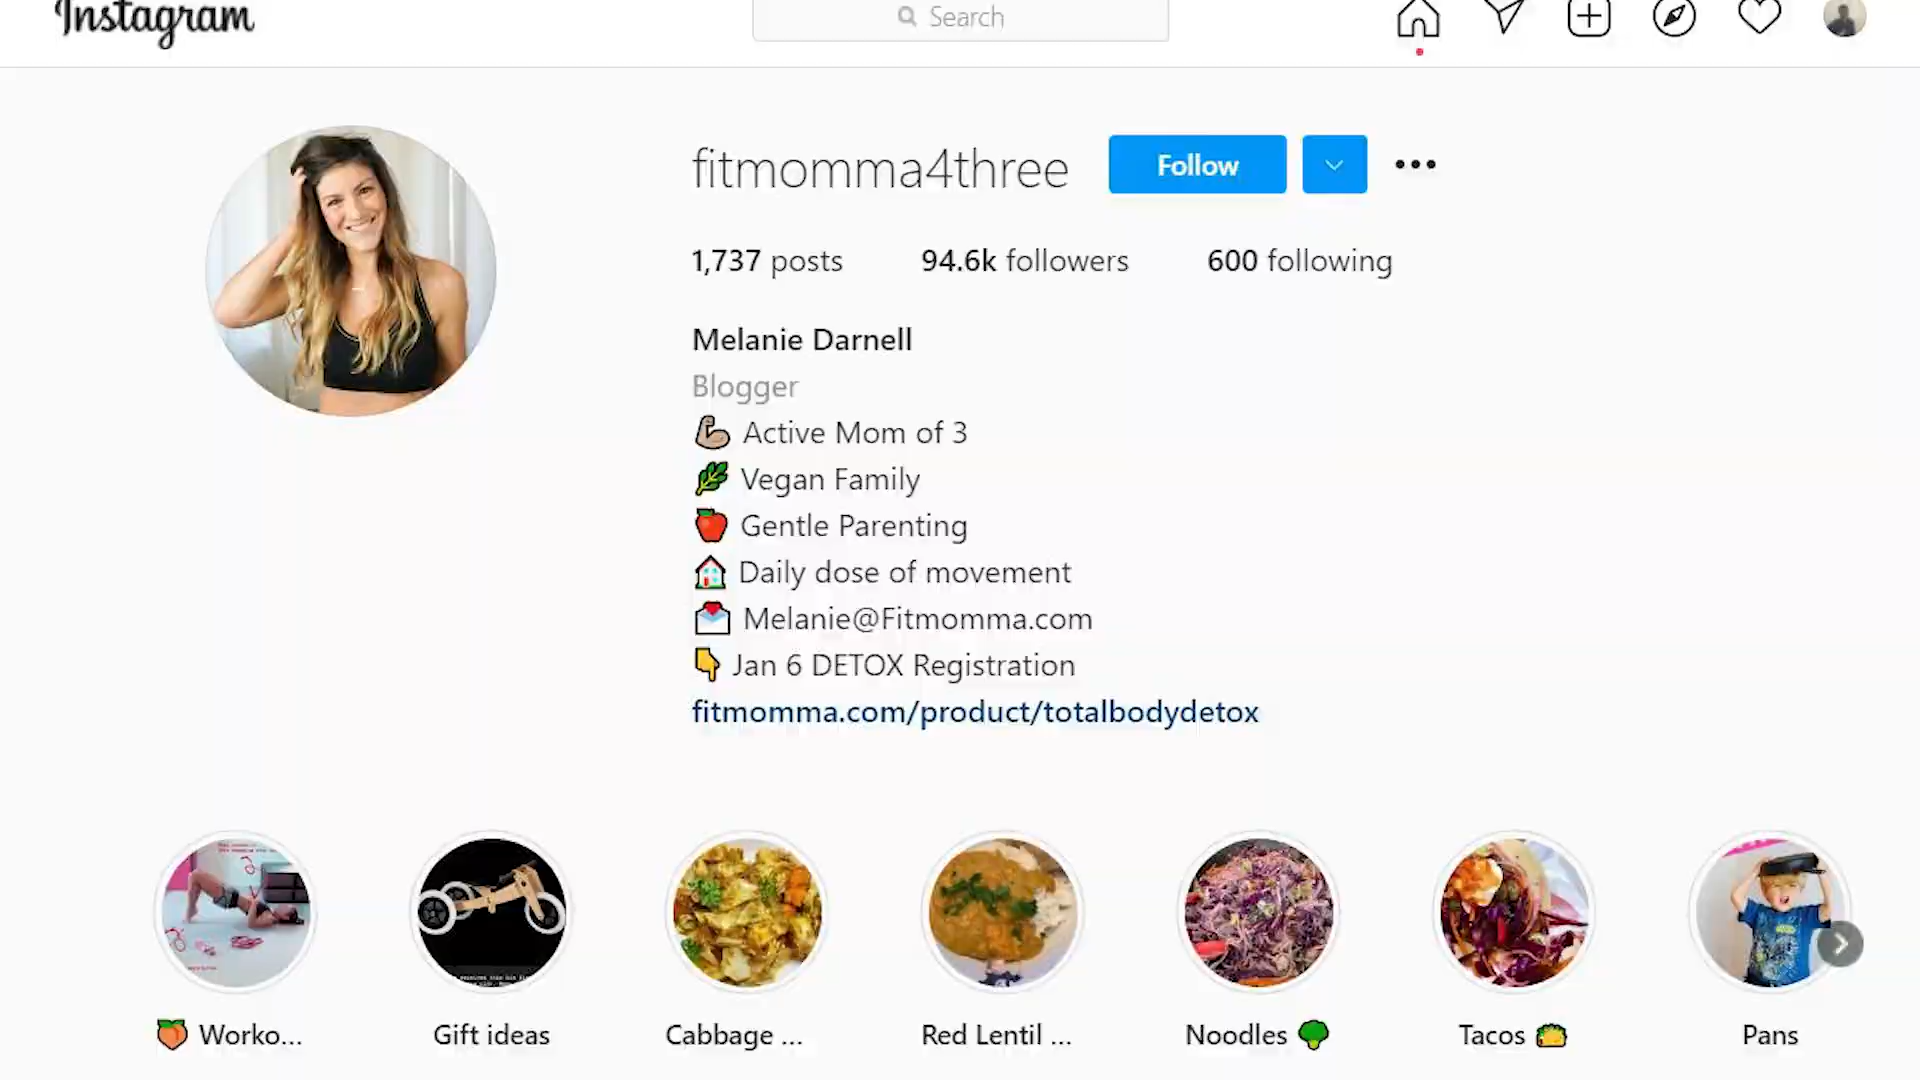 Instagram
Search
fitmomma4three Follow
1,737 posts 94.6k followers 600 following
Melanie Darnell
Blogger
💪🏼 Active Mom of 3
🌿 Vegan Family
🍎 Gentle Parenting
🏠 Daily dose of movement
💌 Melanie@Fitmomma.com
👇 Jan 6 DETOX Registration
fitmomma.com/product/totalbodydetox
🍑 Worko... Gift ideas Cabbage ... Red Lentil ... Noodles 🥦 Tacos 🌮 Pans